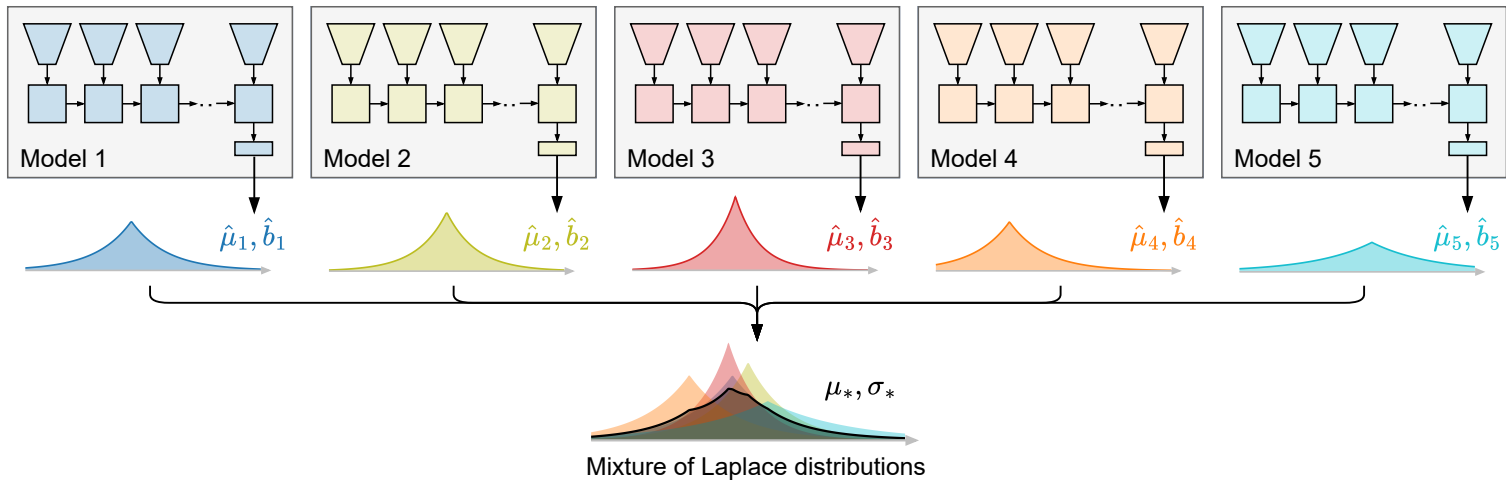 Model 1
Model 2
Model 3
Model 4
Model 5
μ̂₁, b̂₁
μ̂₂, b̂₂
μ̂₃, b̂₃
μ̂₄, b̂₄
μ̂₅, b̂₅
μ⁎, σ⁎
Mixture of Laplace distributions